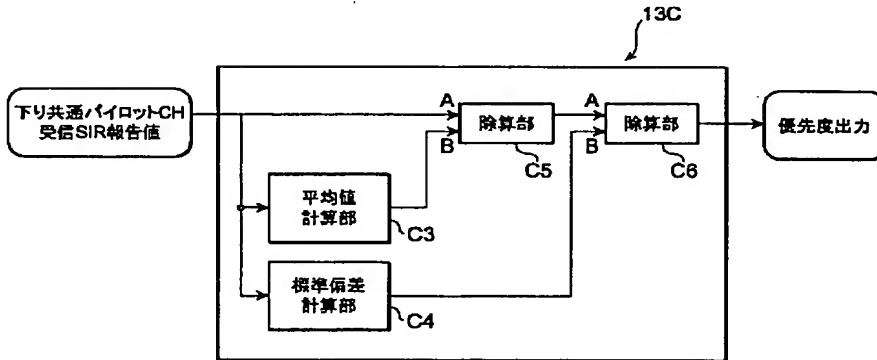 13C
下り共通パイロットCH
受信SIR報告値
A
B
除算部
C5
A
B
除算部
C6
優先度出力
平均値
計算部
C3
標準偏差
計算部
C4